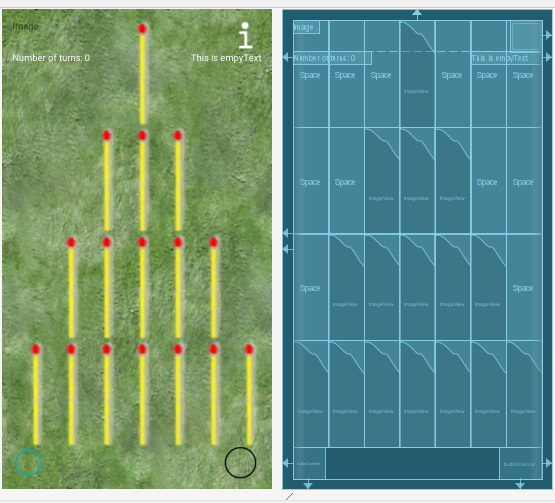 Image
Number of turns: 0
This is empyText
Image
Number of turns: 0
This is empyText
Space Space Space ImageView Space Space Space
Space Space ImageView ImageView ImageView Space Space
Space ImageView ImageView ImageView ImageView ImageView Space
ImageView ImageView ImageView ImageView ImageView ImageView ImageView
buttonCancel